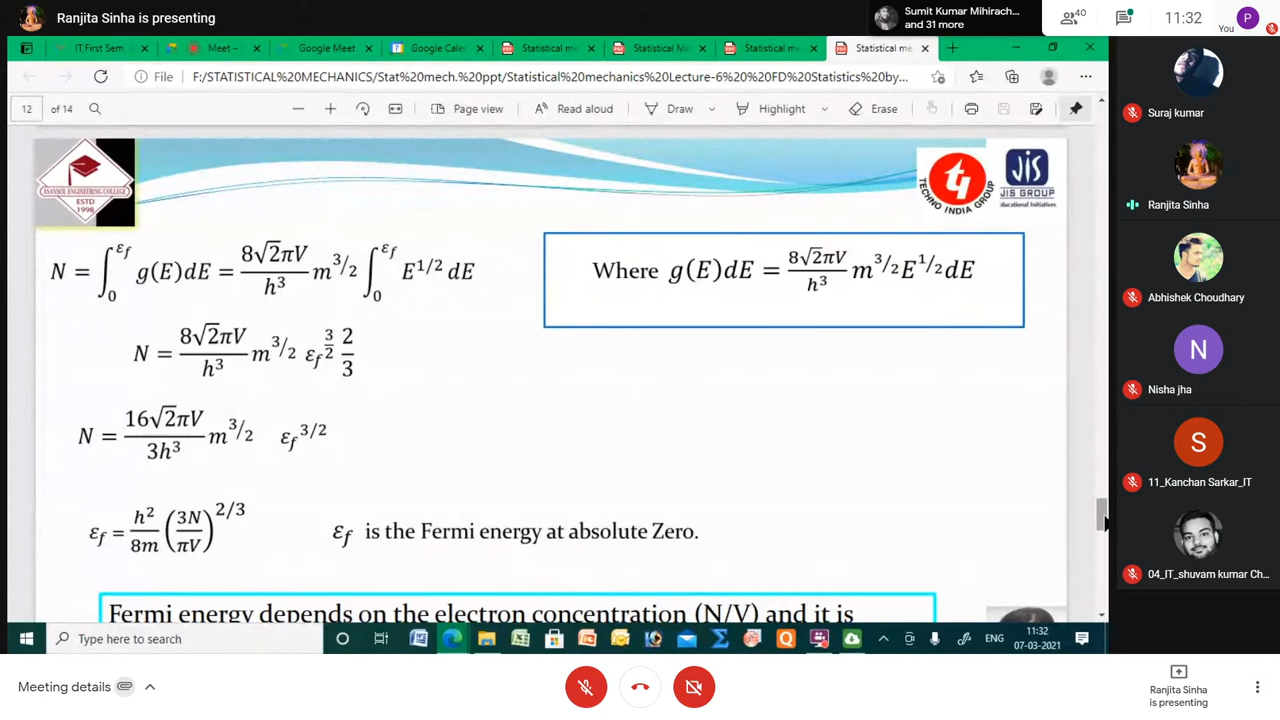 Ranjita Sinha is presenting
Sumit Kumar Mihirach...
and 31 more
40
11:32
You
P
IT First Sem.
Meet –
Google Meet
Google Caler
Statistical me
Statistical Me
Statistical me
Statistical me
File
F:/STATISTICAL%20MECHANICS/Stat%20mech.%20ppt/Statistical%20mechanics%20Lecture-6%20%20FD%20Statistics%20by...
12 of 14
Page view
Read aloud
Draw
Highlight
Erase
ASANSOL ENGINEERING COLLEGE
ESTD
1998
TECHNO INDIA GROUP
JIS
JIS GROUP
Educational Initiatives
N = ∫₀^{ε_f} g(E)dE = 8√2πV/h³ m^{3/2} ∫₀^{ε_f} E^{1/2} dE
Where g(E)dE = 8√2πV/h³ m^{3/2} E^{1/2} dE
N = 8√2πV/h³ m^{3/2} ε_f^{3/2} 2/3
N = 16√2πV/3h³ m^{3/2} ε_f^{3/2}
ε_f = h²/8m (3N/πV)^{2/3}
ε_f is the Fermi energy at absolute Zero.
Fermi energy depends on the electron concentration (N/V) and it is
Suraj kumar
Ranjita Sinha
Abhishek Choudhary
N
Nisha jha
S
11_Kanchan Sarkar_IT
04_IT_shuvam kumar Ch...
Type here to search
ENG
11:32
07-03-2021
Meeting details
Ranjita Sinha
is presenting